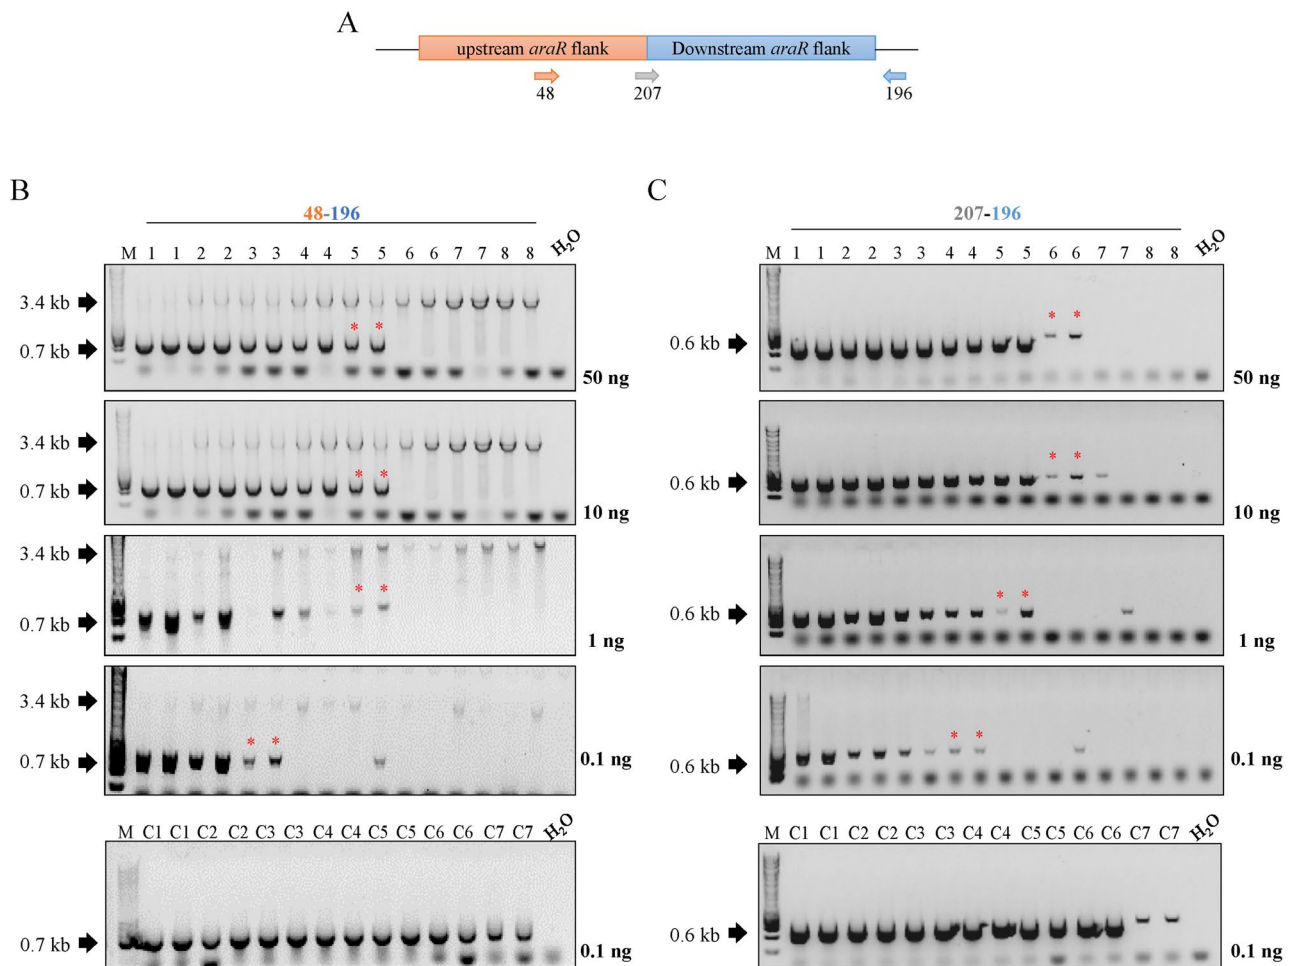 A
upstream araR flank Downstream araR flank
48 207 196
B
48-196
M 1 1 2 2 3 3 4 4 5 5 6 6 7 7 8 8 H2O
3.4 kb
* *
0.7 kb
50 ng
3.4 kb
* *
0.7 kb
10 ng
3.4 kb
* *
0.7 kb
1 ng
3.4 kb
* *
0.7 kb
0.1 ng
M C1 C1 C2 C2 C3 C3 C4 C4 C5 C5 C6 C6 C7 C7 H2O
0.7 kb
0.1 ng
C
207-196
M 1 1 2 2 3 3 4 4 5 5 6 6 7 7 8 8 H2O
* *
0.6 kb
50 ng
* *
0.6 kb
10 ng
* *
0.6 kb
1 ng
* *
0.6 kb
0.1 ng
M C1 C1 C2 C2 C3 C3 C4 C4 C5 C5 C6 C6 C7 C7 H2O
0.6 kb
0.1 ng